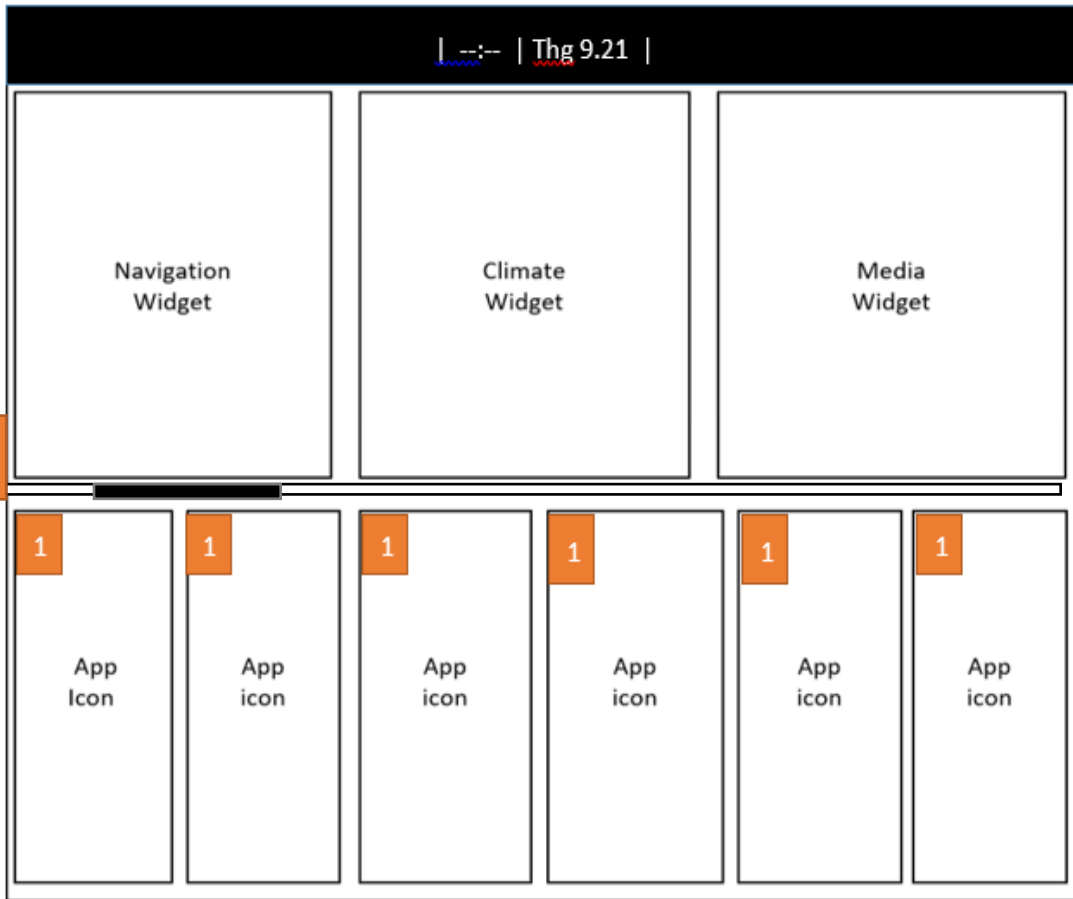 | --:-- | Thg 9.21 |
Navigation
Widget
Climate
Widget
Media
Widget
1
1
1
1
1
1
App
Icon
App
icon
App
icon
App
icon
App
icon
App
icon